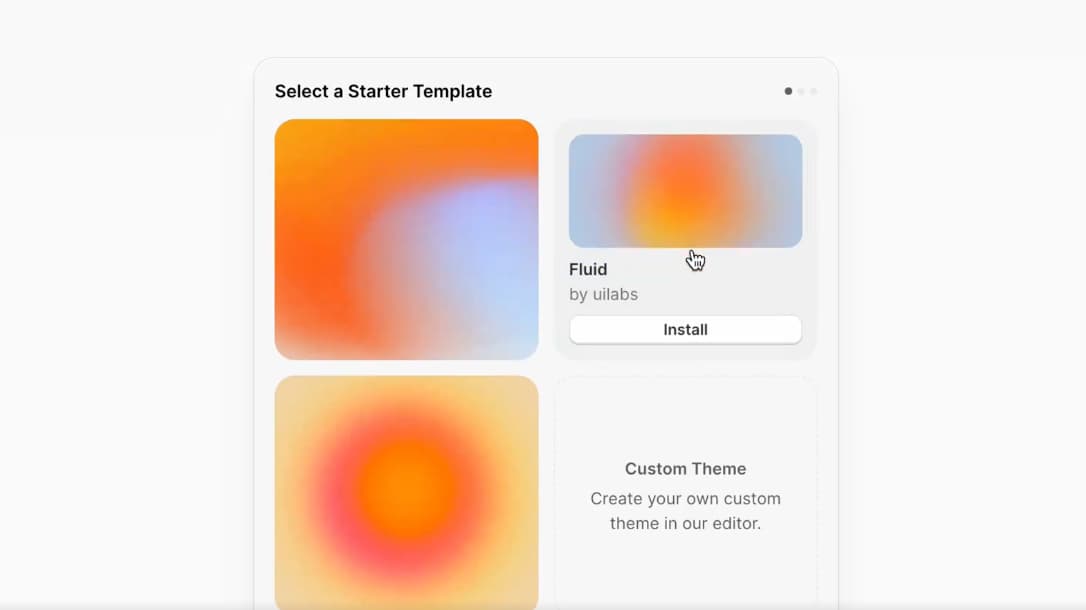 Select a Starter Template
Fluid
by uilabs
Install
Custom Theme
Create your own custom
theme in our editor.